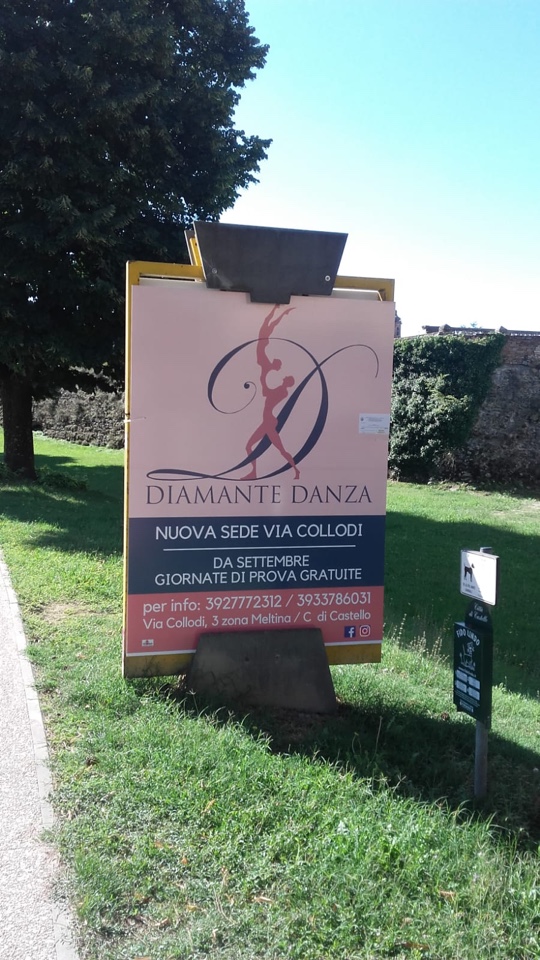 DIAMANTE DANZA
NUOVA SEDE VIA COLLODI
DA SETTEMBRE
GIORNATE DI PROVA GRATUITE
per info: 3927772312 / 3933786031
Via Collodi, 3 zona Meltina / C. di Castello